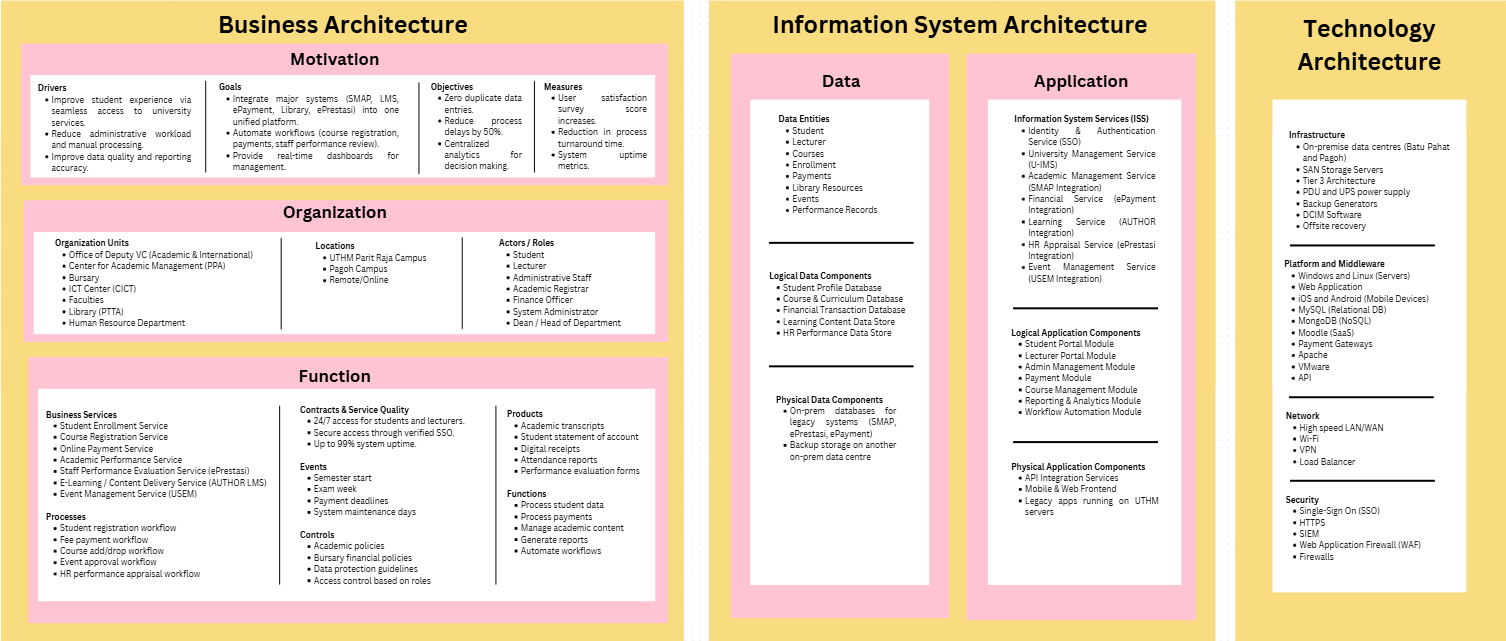 Business Architecture
Motivation
Drivers
• Improve student experience via
seamless access to university
services.
• Reduce administrative workload
and manual processing.
• Improve data quality and reporting
accuracy.
Goals
• Integrate major systems (SMAP, LMS,
ePayment, Library, ePrestasi) into one
unified platform.
• Automate workflows (course registration,
payments, staff performance review).
• Provide real-time dashboards for
management.
Objectives
• Zero duplicate data
entries.
• Reduce process
delays by 50%.
• Centralized
analytics for
decision making.
Measures
• User satisfaction
survey score
increases.
• Reduction in process
turnaround time.
• System uptime
metrics.
Organization
Organization Units
• Office of Deputy VC (Academic & International)
• Center for Academic Management (PPA)
• Bursary
• ICT Center (CICT)
• Faculties
• Library (PTTA)
• Human Resource Department
Locations
• UTHM Parit Raja Campus
• Pagoh Campus
• Remote/Online
Actors / Roles
• Student
• Lecturer
• Administrative Staff
• Academic Registrar
• Finance Officer
• System Administrator
• Dean / Head of Department
Function
Business Services
• Student Enrollment Service
• Course Registration Service
• Online Payment Service
• Academic Performance Service
• Staff Performance Evaluation Service (ePrestasi)
• E-Learning / Content Delivery Service (AUTHOR LMS)
• Event Management Service (USEM)
Processes
• Student registration workflow
• Fee payment workflow
• Course add/drop workflow
• Event approval workflow
• HR performance appraisal workflow
Contracts & Service Quality
• 24/7 access for students and lecturers.
• Secure access through verified SSO.
• Up to 99% system uptime.
Events
• Semester start
• Exam week
• Payment deadlines
• System maintenance days
Controls
• Academic policies
• Bursary financial policies
• Data protection guidelines
• Access control based on roles
Products
• Academic transcripts
• Student statement of account
• Digital receipts
• Attendance reports
• Performance evaluation forms
Functions
• Process student data
• Process payments
• Manage academic content
• Generate reports
• Automate workflows
Information System Architecture
Data
Data Entities
• Student
• Lecturer
• Courses
• Enrollment
• Payments
• Library Resources
• Events
• Performance Records
Logical Data Components
• Student Profile Database
• Course & Curriculum Database
• Financial Transaction Database
• Learning Content Data Store
• HR Performance Data Store
Physical Data Components
• On-prem databases for
legacy systems (SMAP,
ePrestasi, ePayment)
• Backup storage on another
on-prem data centre
Application
Information System Services (ISS)
• Identity & Authentication
Service (SSO)
• University Management Service
(U-IMS)
• Academic Management Service
(SMAP Integration)
• Financial Service (ePayment
Integration)
• Learning Service (AUTHOR
Integration)
• HR Appraisal Service (ePrestasi
Integration)
• Event Management Service
(USEM Integration)
Logical Application Components
• Student Portal Module
• Lecturer Portal Module
• Admin Management Module
• Payment Module
• Course Management Module
• Reporting & Analytics Module
• Workflow Automation Module
Physical Application Components
• API Integration Services
• Mobile & Web Frontend
• Legacy apps running on UTHM
servers
Technology
Architecture
Infrastructure
• On-premise data centres (Batu Pahat
and Pagoh)
• SAN Storage Servers
• Tier 3 Architecture
• PDU and UPS power supply
• Backup Generators
• DCIM Software
• Offsite recovery
Platform and Middleware
• Windows and Linux (Servers)
• Web Application
• iOS and Android (Mobile Devices)
• MySQL (Relational DB)
• MongoDB (NoSQL)
• Moodle (SaaS)
• Payment Gateways
• Apache
• VMware
• API
Network
• High speed LAN/WAN
• Wi-Fi
• VPN
• Load Balancer
Security
• Single-Sign On (SSO)
• HTTPS
• SIEM
• Web Application Firewall (WAF)
• Firewalls